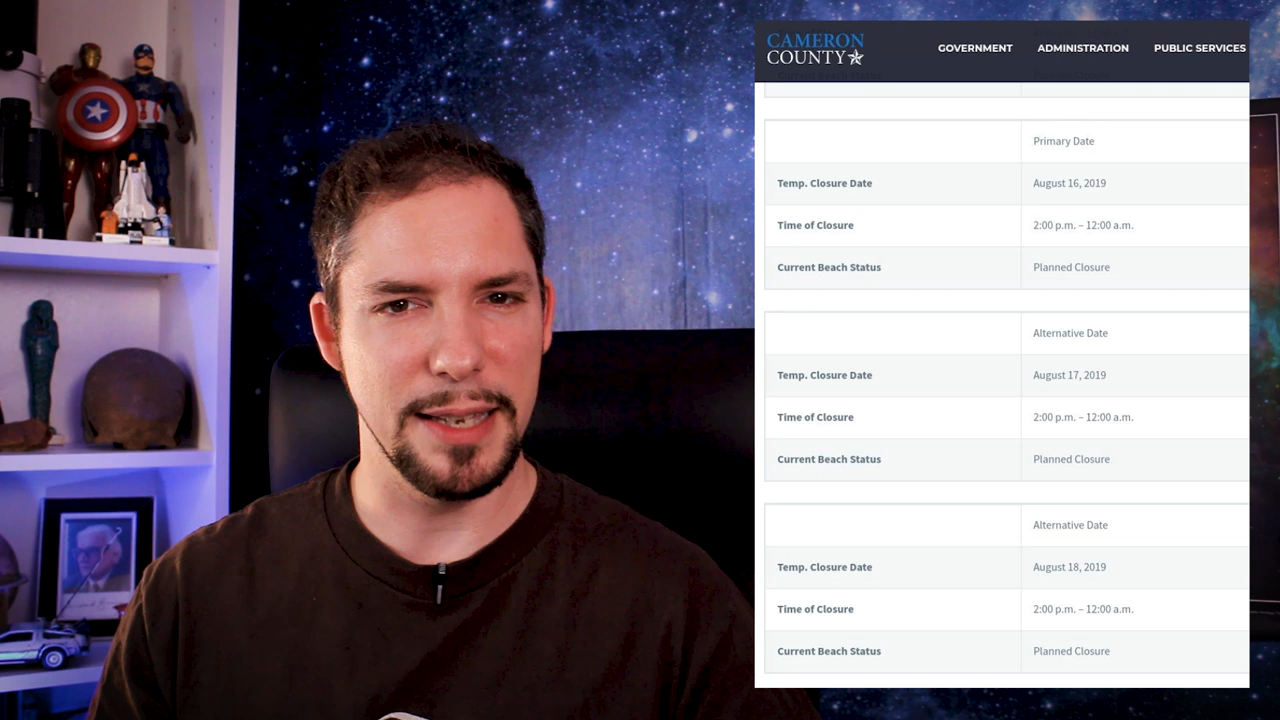 CAMERON
COUNTY
GOVERNMENT ADMINISTRATION PUBLIC SERVICES
Current Beach Status
Primary Date
Temp. Closure Date August 16, 2019
Time of Closure 2:00 p.m. – 12:00 a.m.
Current Beach Status Planned Closure
Alternative Date
Temp. Closure Date August 17, 2019
Time of Closure 2:00 p.m. – 12:00 a.m.
Current Beach Status Planned Closure
Alternative Date
Temp. Closure Date August 18, 2019
Time of Closure 2:00 p.m. – 12:00 a.m.
Current Beach Status Planned Closure